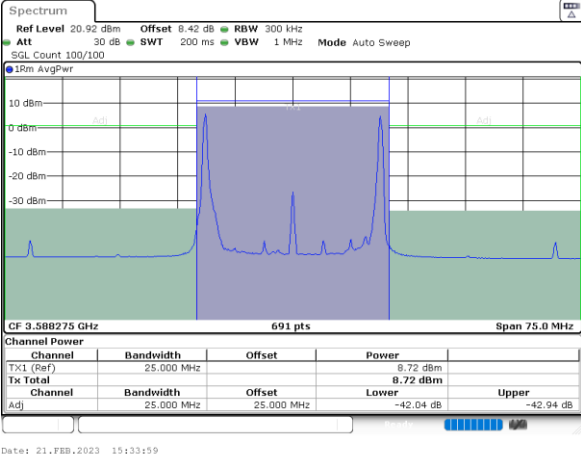 Spectrum
Ref Level 20.92 dBm Offset 8.42 dB RBW 300 kHz
Att 30 dB SWT 200 ms VBW 1 MHz Mode Auto Sweep
SGL Count 100/100
1Rm AvgPwr
10 dBm
Adj Adj
0 dBm
-10 dBm
-20 dBm
-30 dBm
CF 3.588275 GHz 691 pts Span 75.0 MHz
Channel Power
Channel Bandwidth Offset Power
TX1 (Ref) 25.000 MHz 8.72 dBm
Tx Total 8.72 dBm
Channel Bandwidth Offset Lower Upper
Adj 25.000 MHz 25.000 MHz -42.04 dB -42.94 dB
Ready
Date: 21.FEB.2023 15:33:59